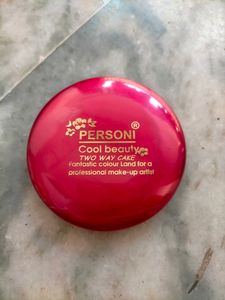 PERSONI®
Cool beauty
TWO WAY CAKE
Fantastic colour Land for a
professional make-up artist